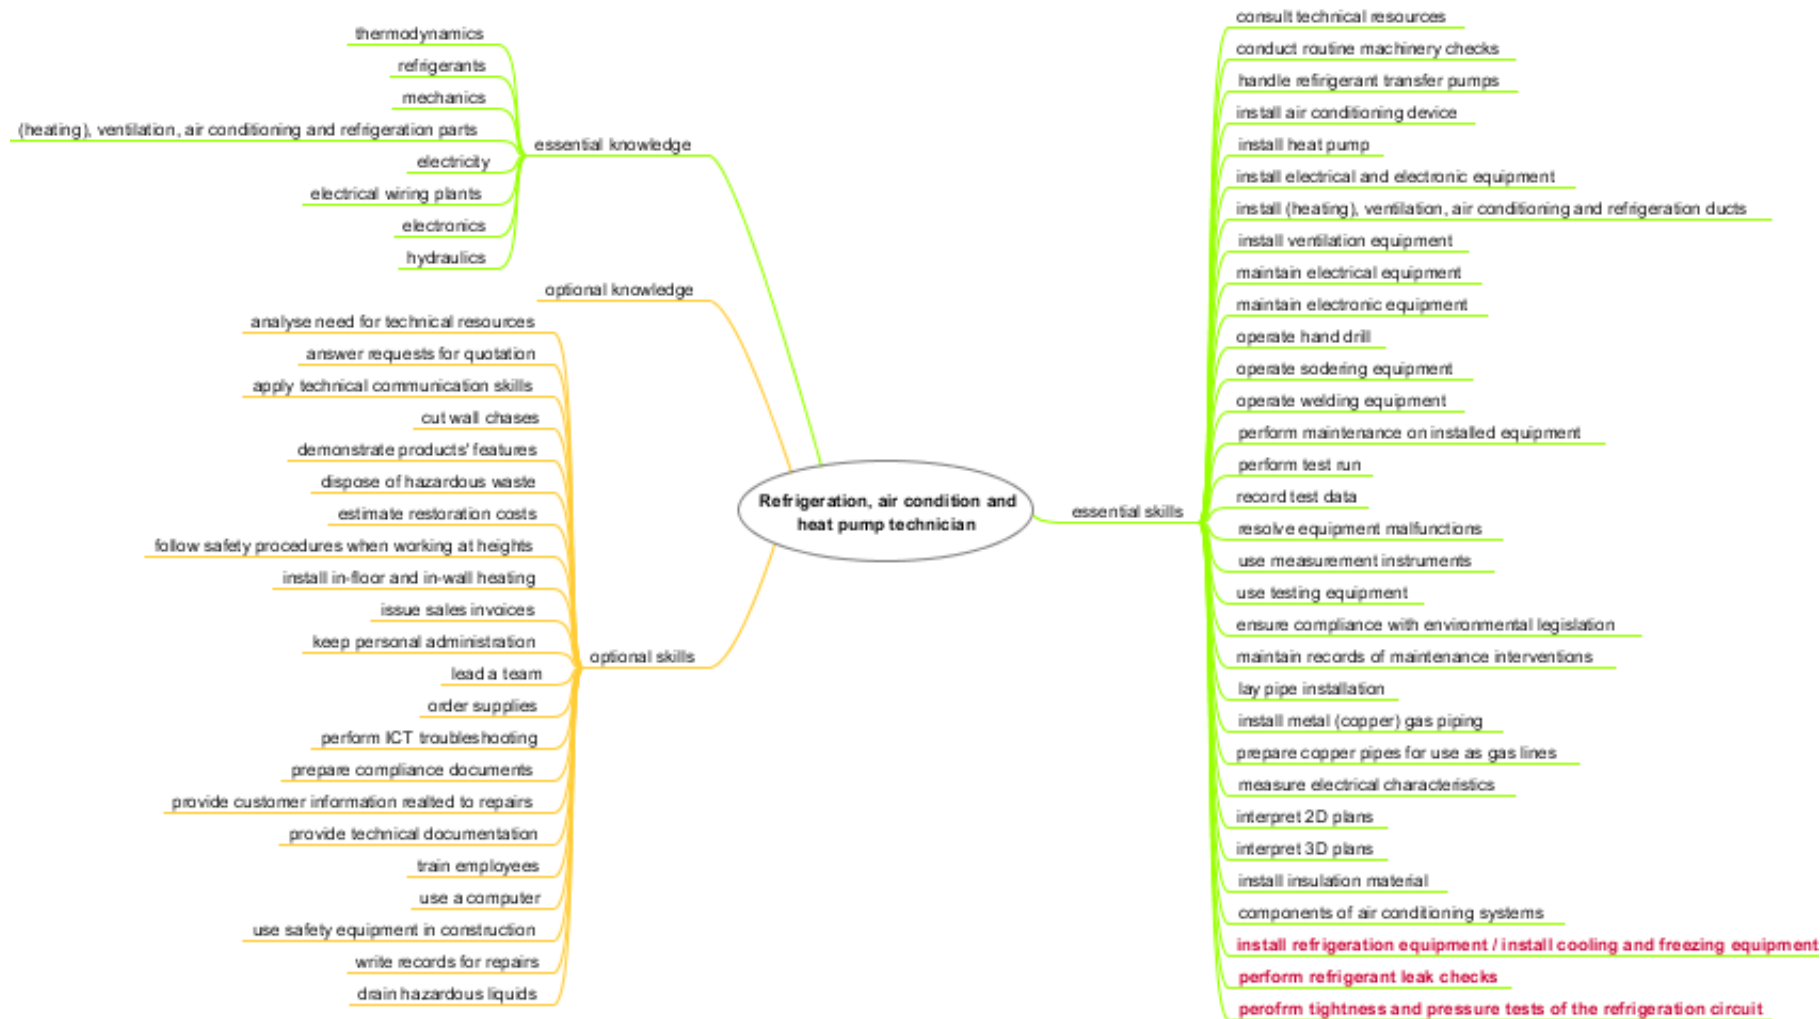 thermodynamics
refrigerants
mechanics
(heating), ventilation, air conditioning and refrigeration parts
electricity
electrical wiring plants
electronics
hydraulics
essential knowledge
optional knowledge
analyse need for technical resources
answer requests for quotation
apply technical communication skills
cut wall chases
demonstrate products' features
dispose of hazardous waste
estimate restoration costs
follow safety procedures when working at heights
install in-floor and in-wall heating
issue sales invoices
keep personal administration
lead a team
order supplies
perform ICT troubleshooting
prepare compliance documents
provide customer information realted to repairs
provide technical documentation
train employees
use a computer
use safety equipment in construction
write records for repairs
drain hazardous liquids
optional skills
Refrigeration, air condition and
heat pump technician
essential skills
consult technical resources
conduct routine machinery checks
handle refirigerant transfer pumps
install air conditioning device
install heat pump
install electrical and electronic equipment
install (heating), ventilation, air conditioning and refrigeration ducts
install ventilation equipment
maintain electrical equipment
maintain electronic equipment
operate hand drill
operate sodering equipment
operate welding equipment
perform maintenance on installed equipment
perform test run
record test data
resolve equipment malfunctions
use measurement instruments
use testing equipment
ensure compliance with environmental legislation
maintain records of maintenance interventions
lay pipe installation
install metal (copper) gas piping
prepare copper pipes for use as gas lines
measure electrical characteristics
interpret 2D plans
interpret 3D plans
install insulation material
components of air conditioning systems
install refrigeration equipment / install cooling and freezing equipment
perform refrigerant leak checks
perofrm tightness and pressure tests of the refrigeration circuit